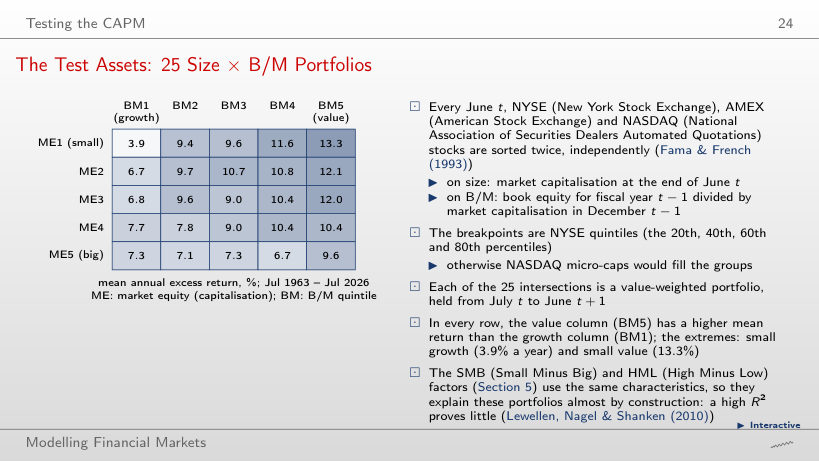 Testing the CAPM
24
The Test Assets: 25 Size × B/M Portfolios
BM1 BM2 BM3 BM4 BM5
(growth) (value)
ME1 (small) 3.9 9.4 9.6 11.6 13.3
ME2 6.7 9.7 10.7 10.8 12.1
ME3 6.8 9.6 9.0 10.4 12.0
ME4 7.7 7.8 9.0 10.4 10.4
ME5 (big) 7.3 7.1 7.3 6.7 9.6
mean annual excess return, %; Jul 1963 – Jul 2026
ME: market equity (capitalisation); BM: B/M quintile
Every June t, NYSE (New York Stock Exchange), AMEX
(American Stock Exchange) and NASDAQ (National
Association of Securities Dealers Automated Quotations)
stocks are sorted twice, independently (Fama & French
(1993))
▶ on size: market capitalisation at the end of June t
▶ on B/M: book equity for fiscal year t − 1 divided by
market capitalisation in December t − 1
The breakpoints are NYSE quintiles (the 20th, 40th, 60th
and 80th percentiles)
▶ otherwise NASDAQ micro-caps would fill the groups
Each of the 25 intersections is a value-weighted portfolio,
held from July t to June t + 1
In every row, the value column (BM5) has a higher mean
return than the growth column (BM1); the extremes: small
growth (3.9% a year) and small value (13.3%)
The SMB (Small Minus Big) and HML (High Minus Low)
factors (Section 5) use the same characteristics, so they
explain these portfolios almost by construction: a high R²
proves little (Lewellen, Nagel & Shanken (2010))
▶ Interactive
Modelling Financial Markets